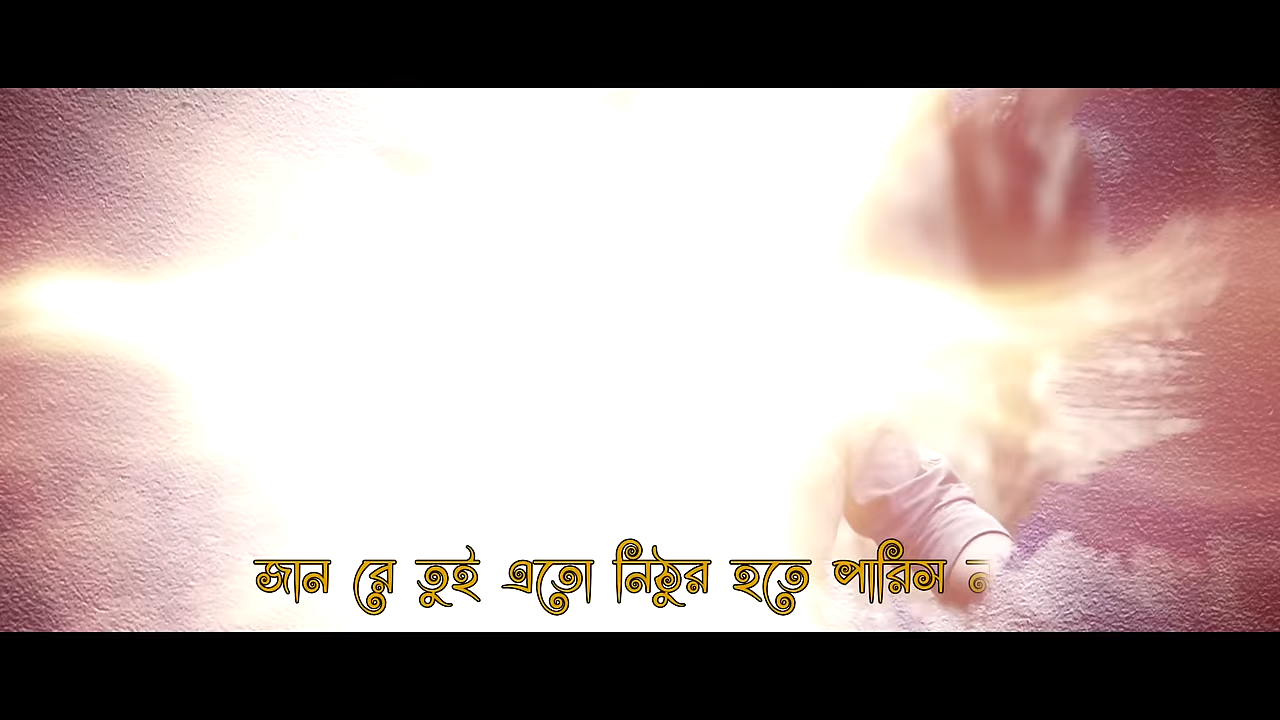 জান রে তুই এতো নিঠুর হতে পারিস